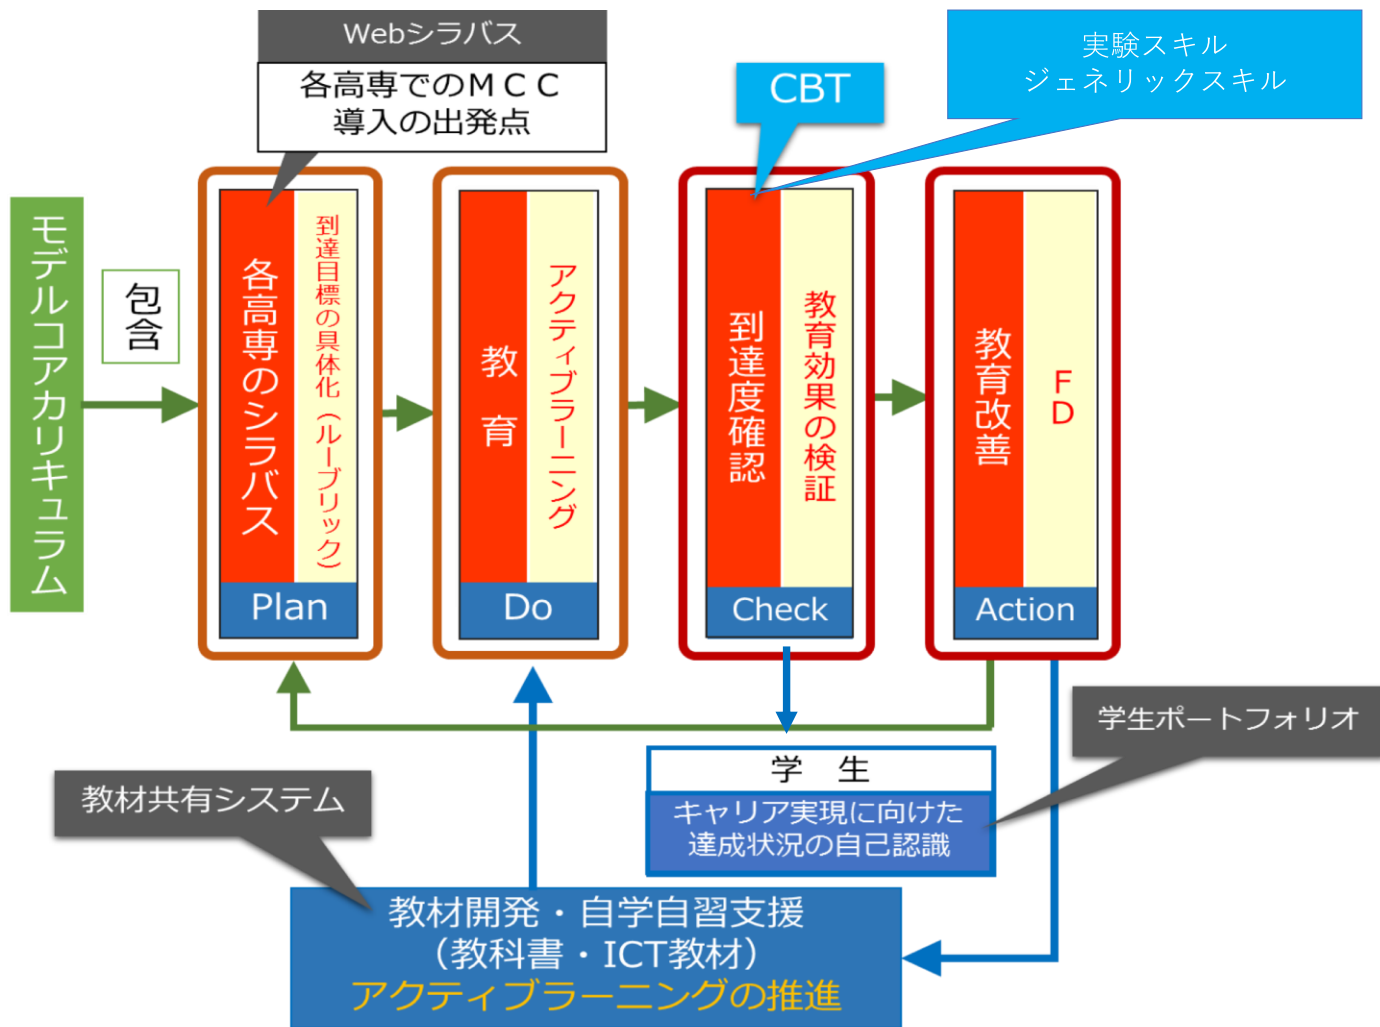 Webシラバス
各高専でのＭＣＣ
導入の出発点
CBT
実験スキル
ジェネリックスキル
モデルコアカリキュラム
包含
各高専のシラバス
到達目標の具体化（ルーブリック）
Plan
教　育
アクティブラーニング
Do
到達度確認
教育効果の検証
Check
教育改善
ＦＤ
Action
学生ポートフォリオ
学　生
キャリア実現に向けた
達成状況の自己認識
教材共有システム
教材開発・自学自習支援
（教科書・ICT教材）
アクティブラーニングの推進